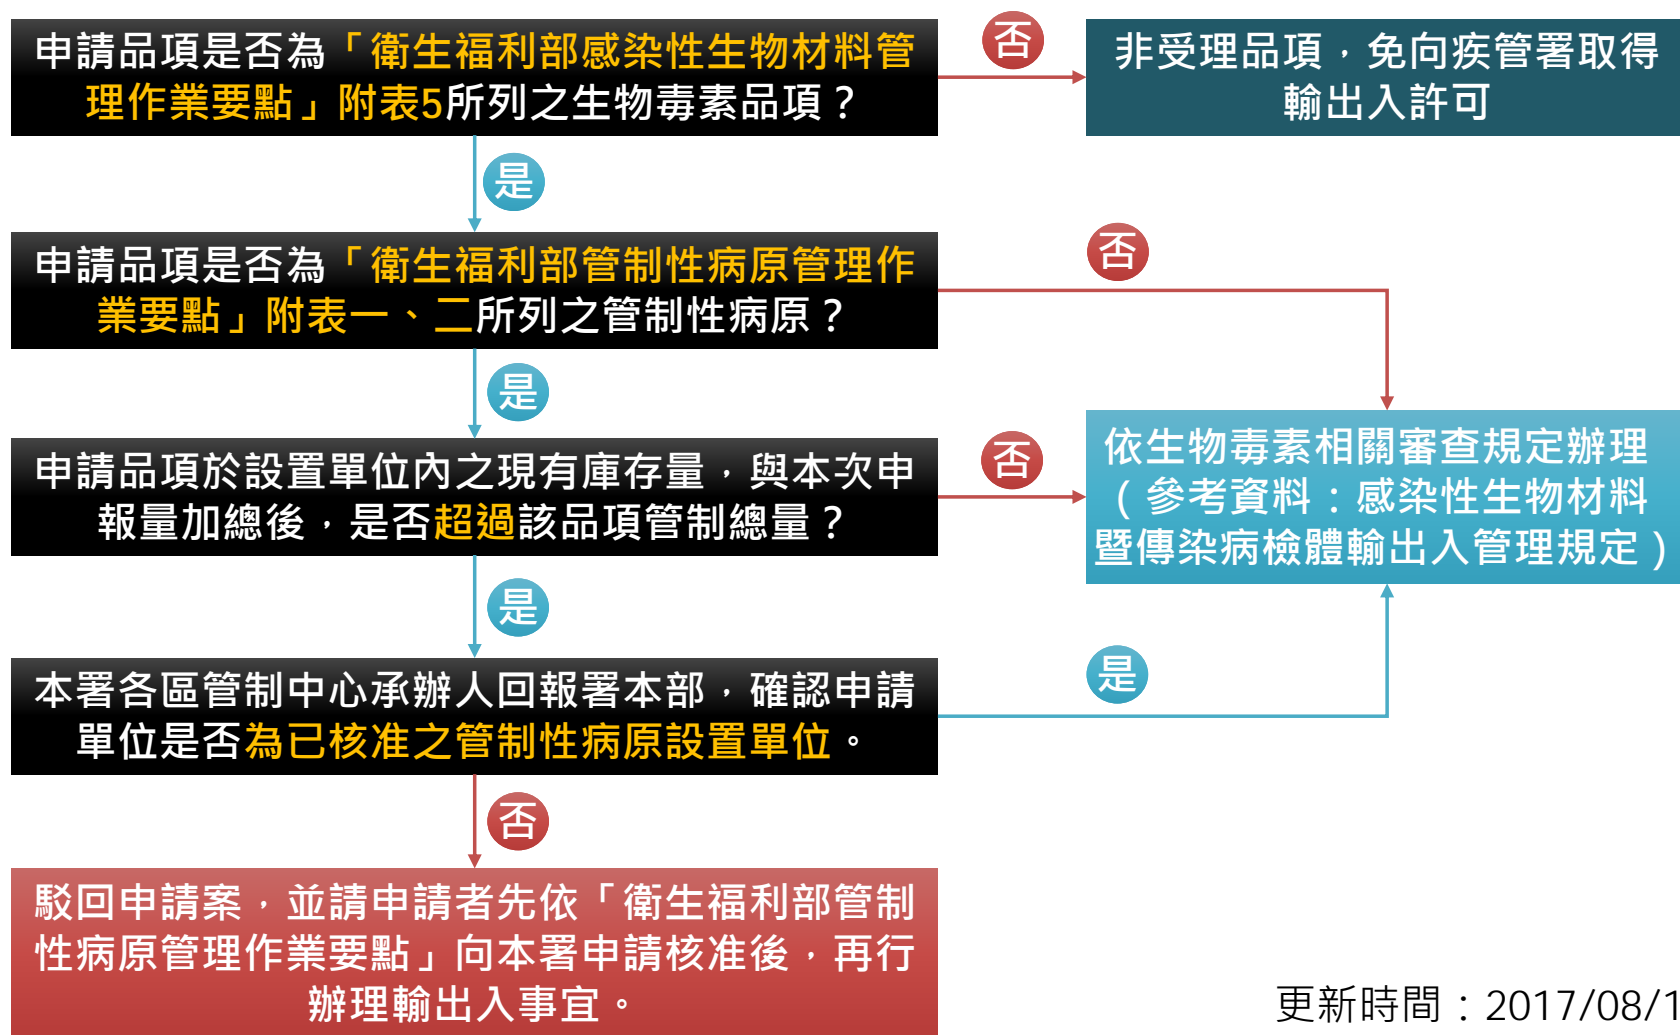 申請品項是否為「衛生福利部感染性生物材料管
理作業要點」附表5所列之生物毒素品項？
否
非受理品項，免向疾管署取得
輸出入許可
是
申請品項是否為「衛生福利部管制性病原管理作
業要點」附表一、二所列之管制性病原？
否
是
申請品項於設置單位內之現有庫存量，與本次申
報量加總後，是否超過該品項管制總量？
否
依生物毒素相關審查規定辦理
（參考資料：感染性生物材料
暨傳染病檢體輸出入管理規定）
是
本署各區管制中心承辦人回報署本部，確認申請
單位是否為已核准之管制性病原設置單位。
是
否
駁回申請案，並請申請者先依「衛生福利部管制
性病原管理作業要點」向本署申請核准後，再行
辦理輸出入事宜。
更新時間：2017/08/1